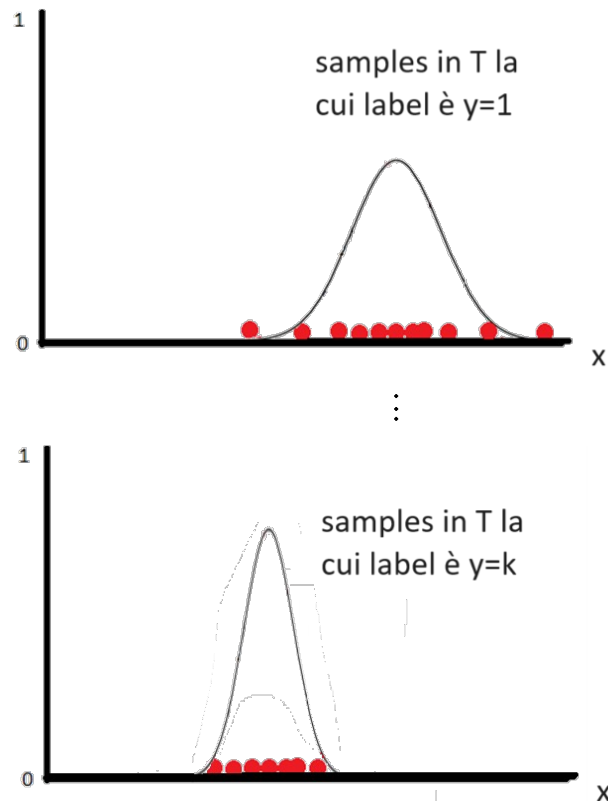 1
samples in T la
cui label è y=1
0
x
⋮
1
samples in T la
cui label è y=k
0
x